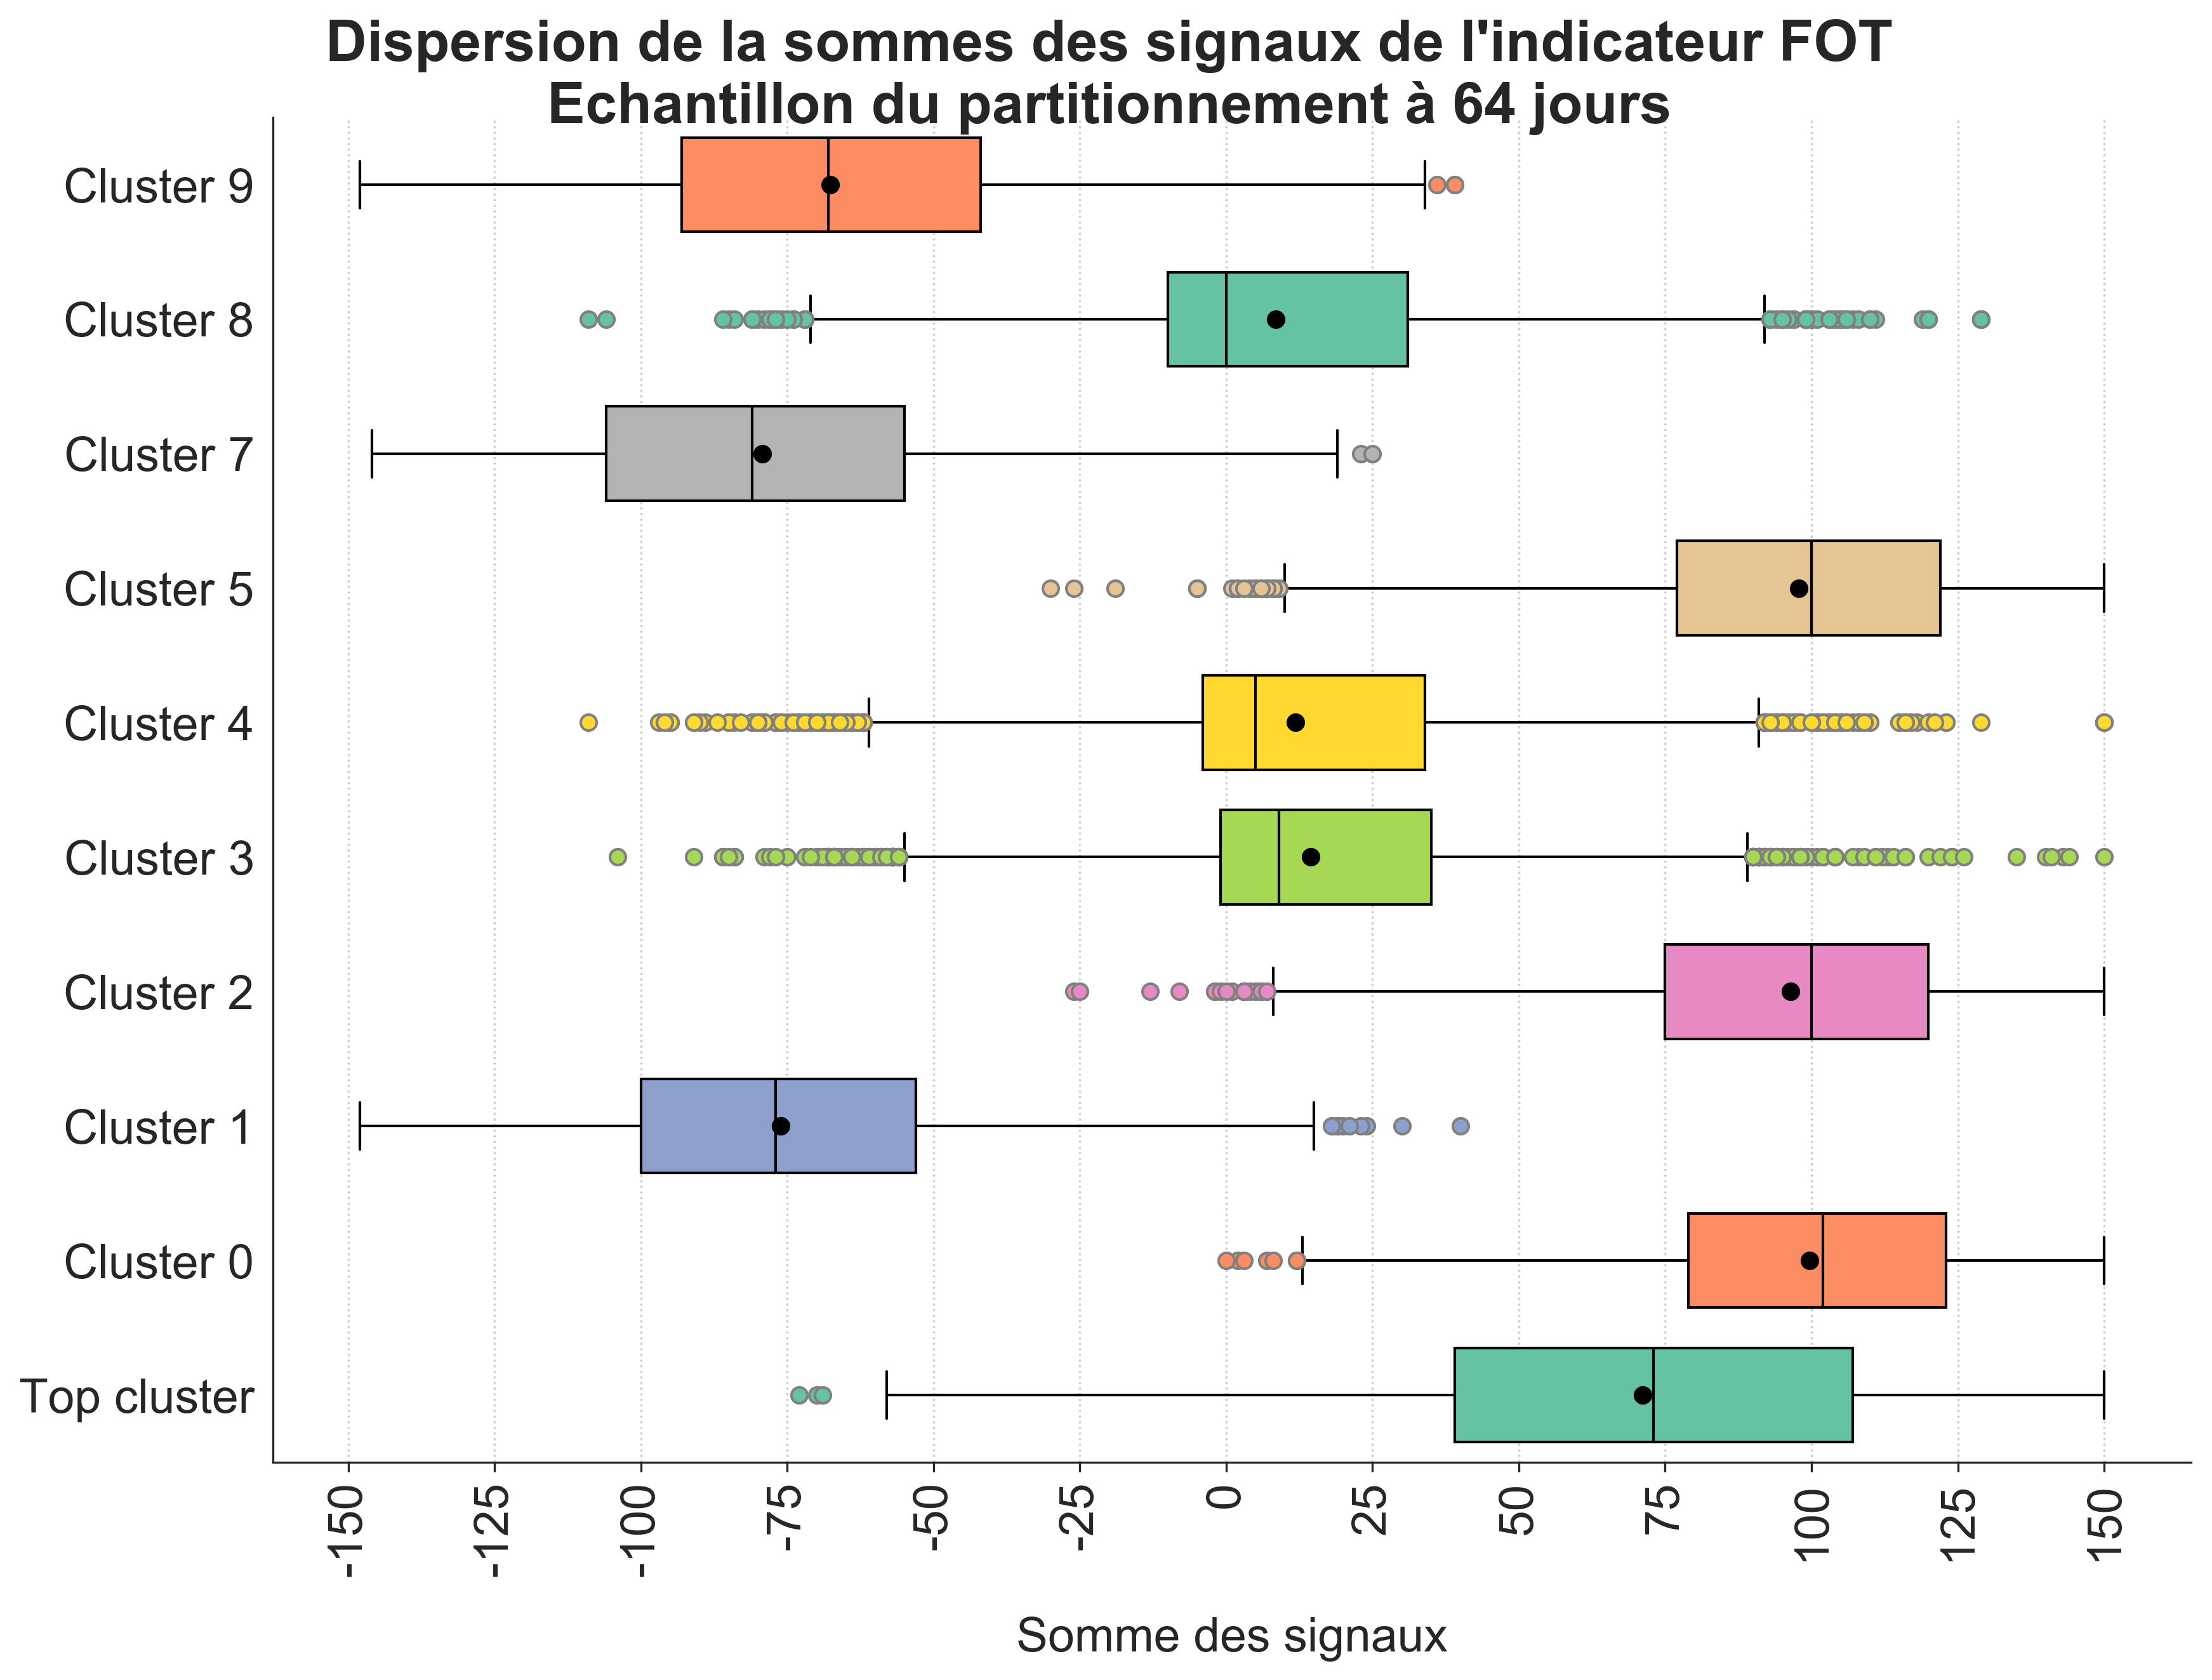 Dispersion de la sommes des signaux de l'indicateur FOT
Echantillon du partitionnement à 64 jours
Cluster 9
Cluster 8
Cluster 7
Cluster 5
Cluster 4
Cluster 3
Cluster 2
Cluster 1
Cluster 0
Top cluster
-150
-125
-100
-75
-50
-25
0
25
50
75
100
125
150
Somme des signaux